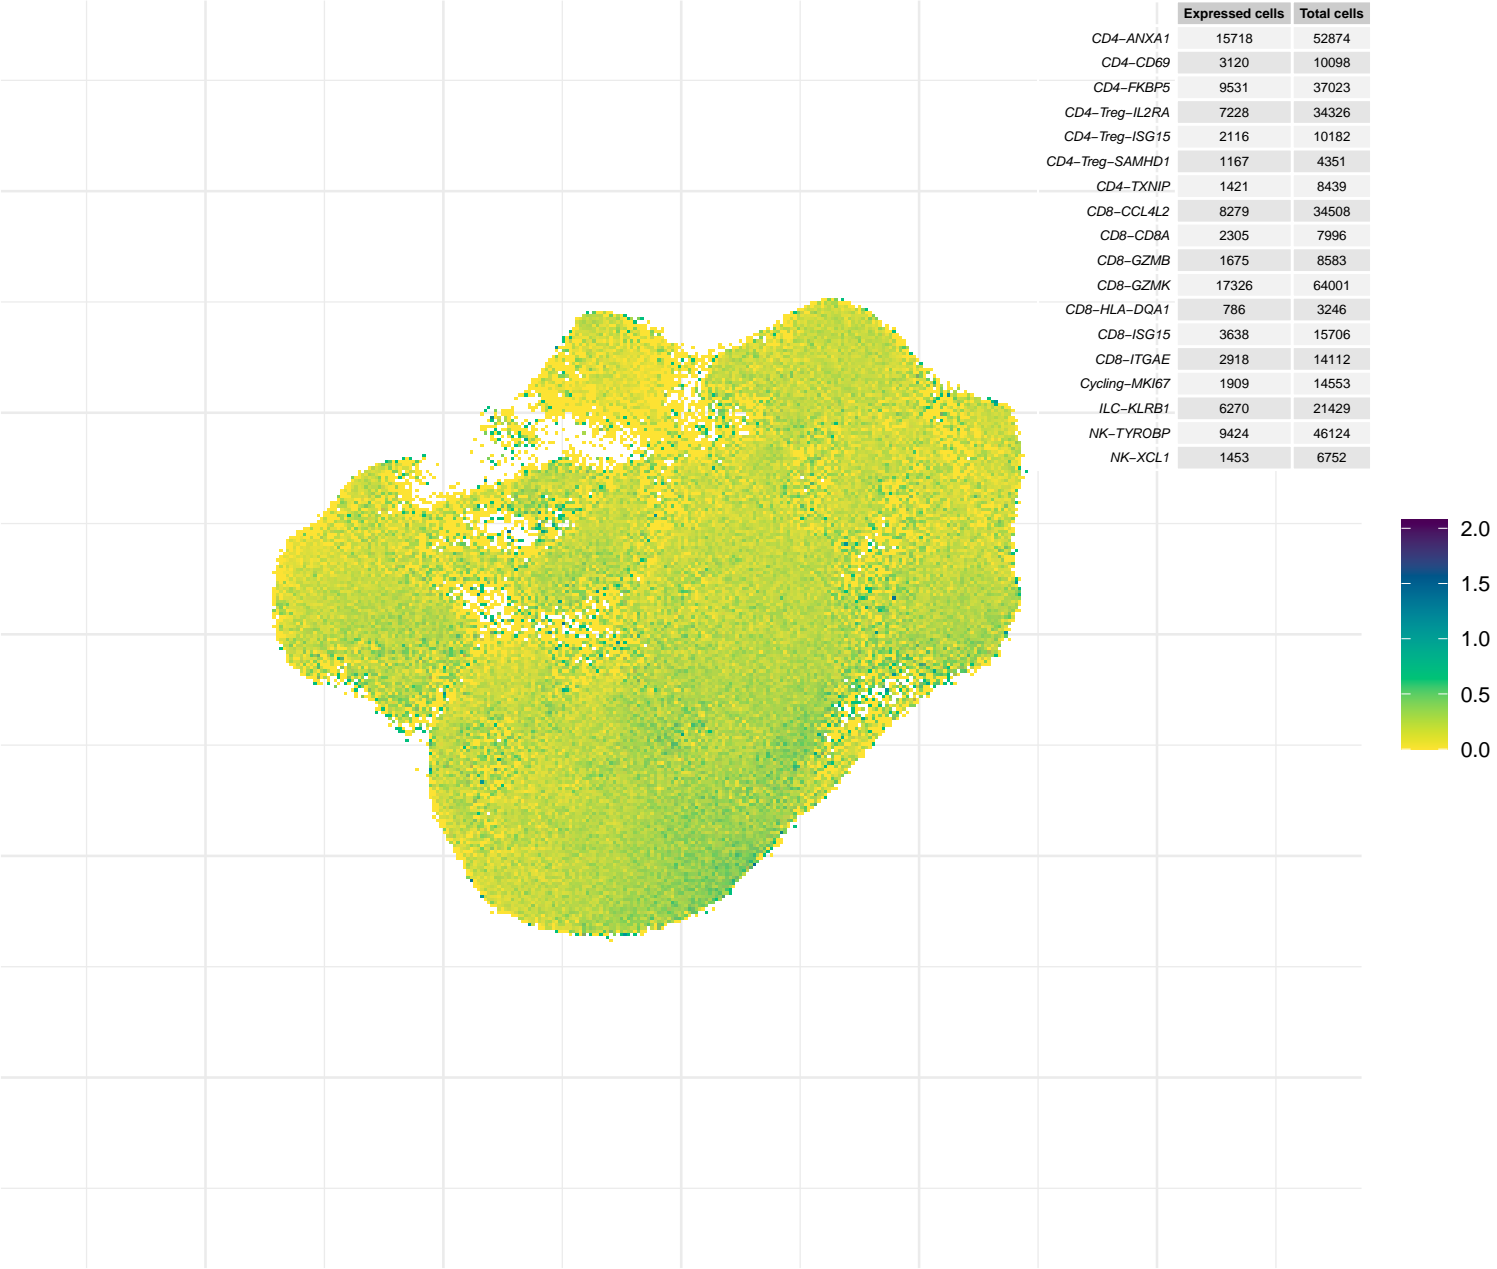 Expressed cells Total cells
CD4−ANXA1 15718 52874
CD4−CD69 3120 10098
CD4−FKBP5 9531 37023
CD4−Treg−IL2RA 7228 34326
CD4−Treg−ISG15 2116 10182
CD4−Treg−SAMHD1 1167 4351
CD4−TXNIP 1421 8439
CD8−CCL4L2 8279 34508
CD8−CD8A 2305 7996
CD8−GZMB 1675 8583
CD8−GZMK 17326 64001
CD8−HLA−DQA1 786 3246
CD8−ISG15 3638 15706
CD8−ITGAE 2918 14112
Cycling−MKI67 1909 14553
ILC−KLRB1 6270 21429
NK−TYROBP 9424 46124
NK−XCL1 1453 6752
2.0
1.5
1.0
0.5
0.0